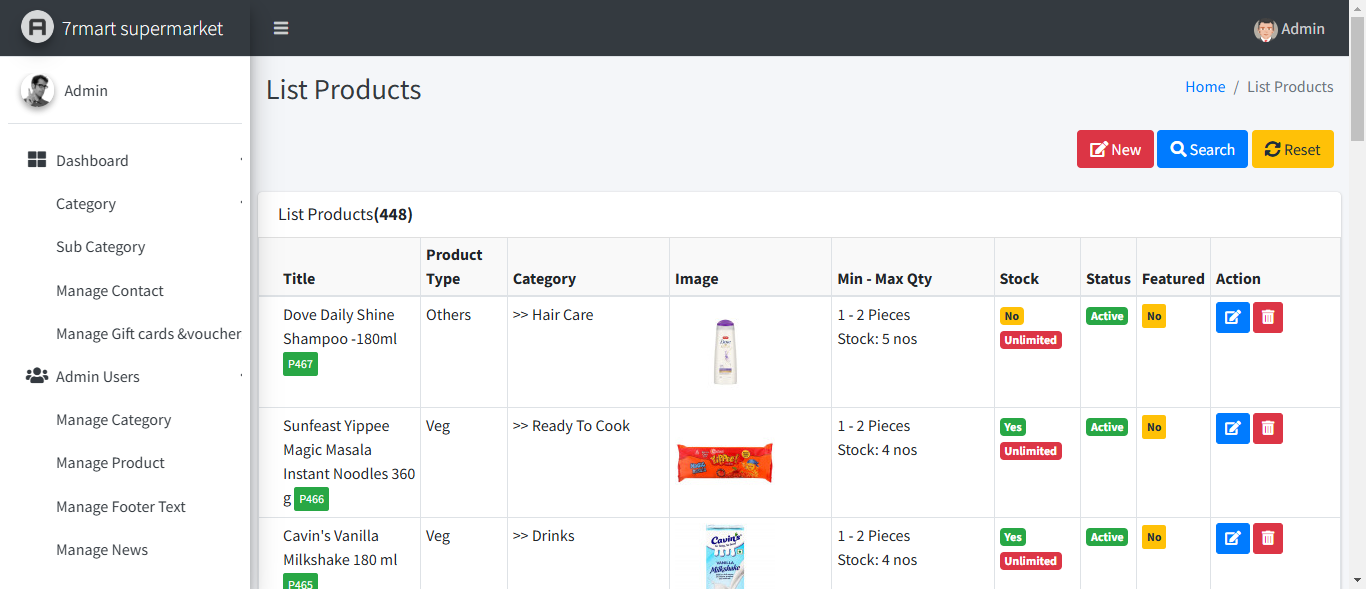 7rmart supermarket
Admin
Admin
Dashboard
Category
Sub Category
Manage Contact
Manage Gift cards &voucher
Admin Users
Manage Category
Manage Product
Manage Footer Text
Manage News
List Products
Home / List Products
New
Search
Reset
List Products(448)
Title
Product Type
Category
Image
Min - Max Qty
Stock
Status
Featured
Action
Dove Daily Shine
Shampoo -180ml
P467
Others
>> Hair Care
Dove
1 - 2 Pieces
Stock: 5 nos
No
Unlimited
Active
No
Sunfeast Yippee
Magic Masala
Instant Noodles 360
g P466
Veg
>> Ready To Cook
YiPPee!
1 - 2 Pieces
Stock: 4 nos
Yes
Unlimited
Active
No
Cavin's Vanilla
Milkshake 180 ml
P465
Veg
>> Drinks
Cavin's
VANILLA
Milkshake
1 - 2 Pieces
Stock: 4 nos
Yes
Unlimited
Active
No